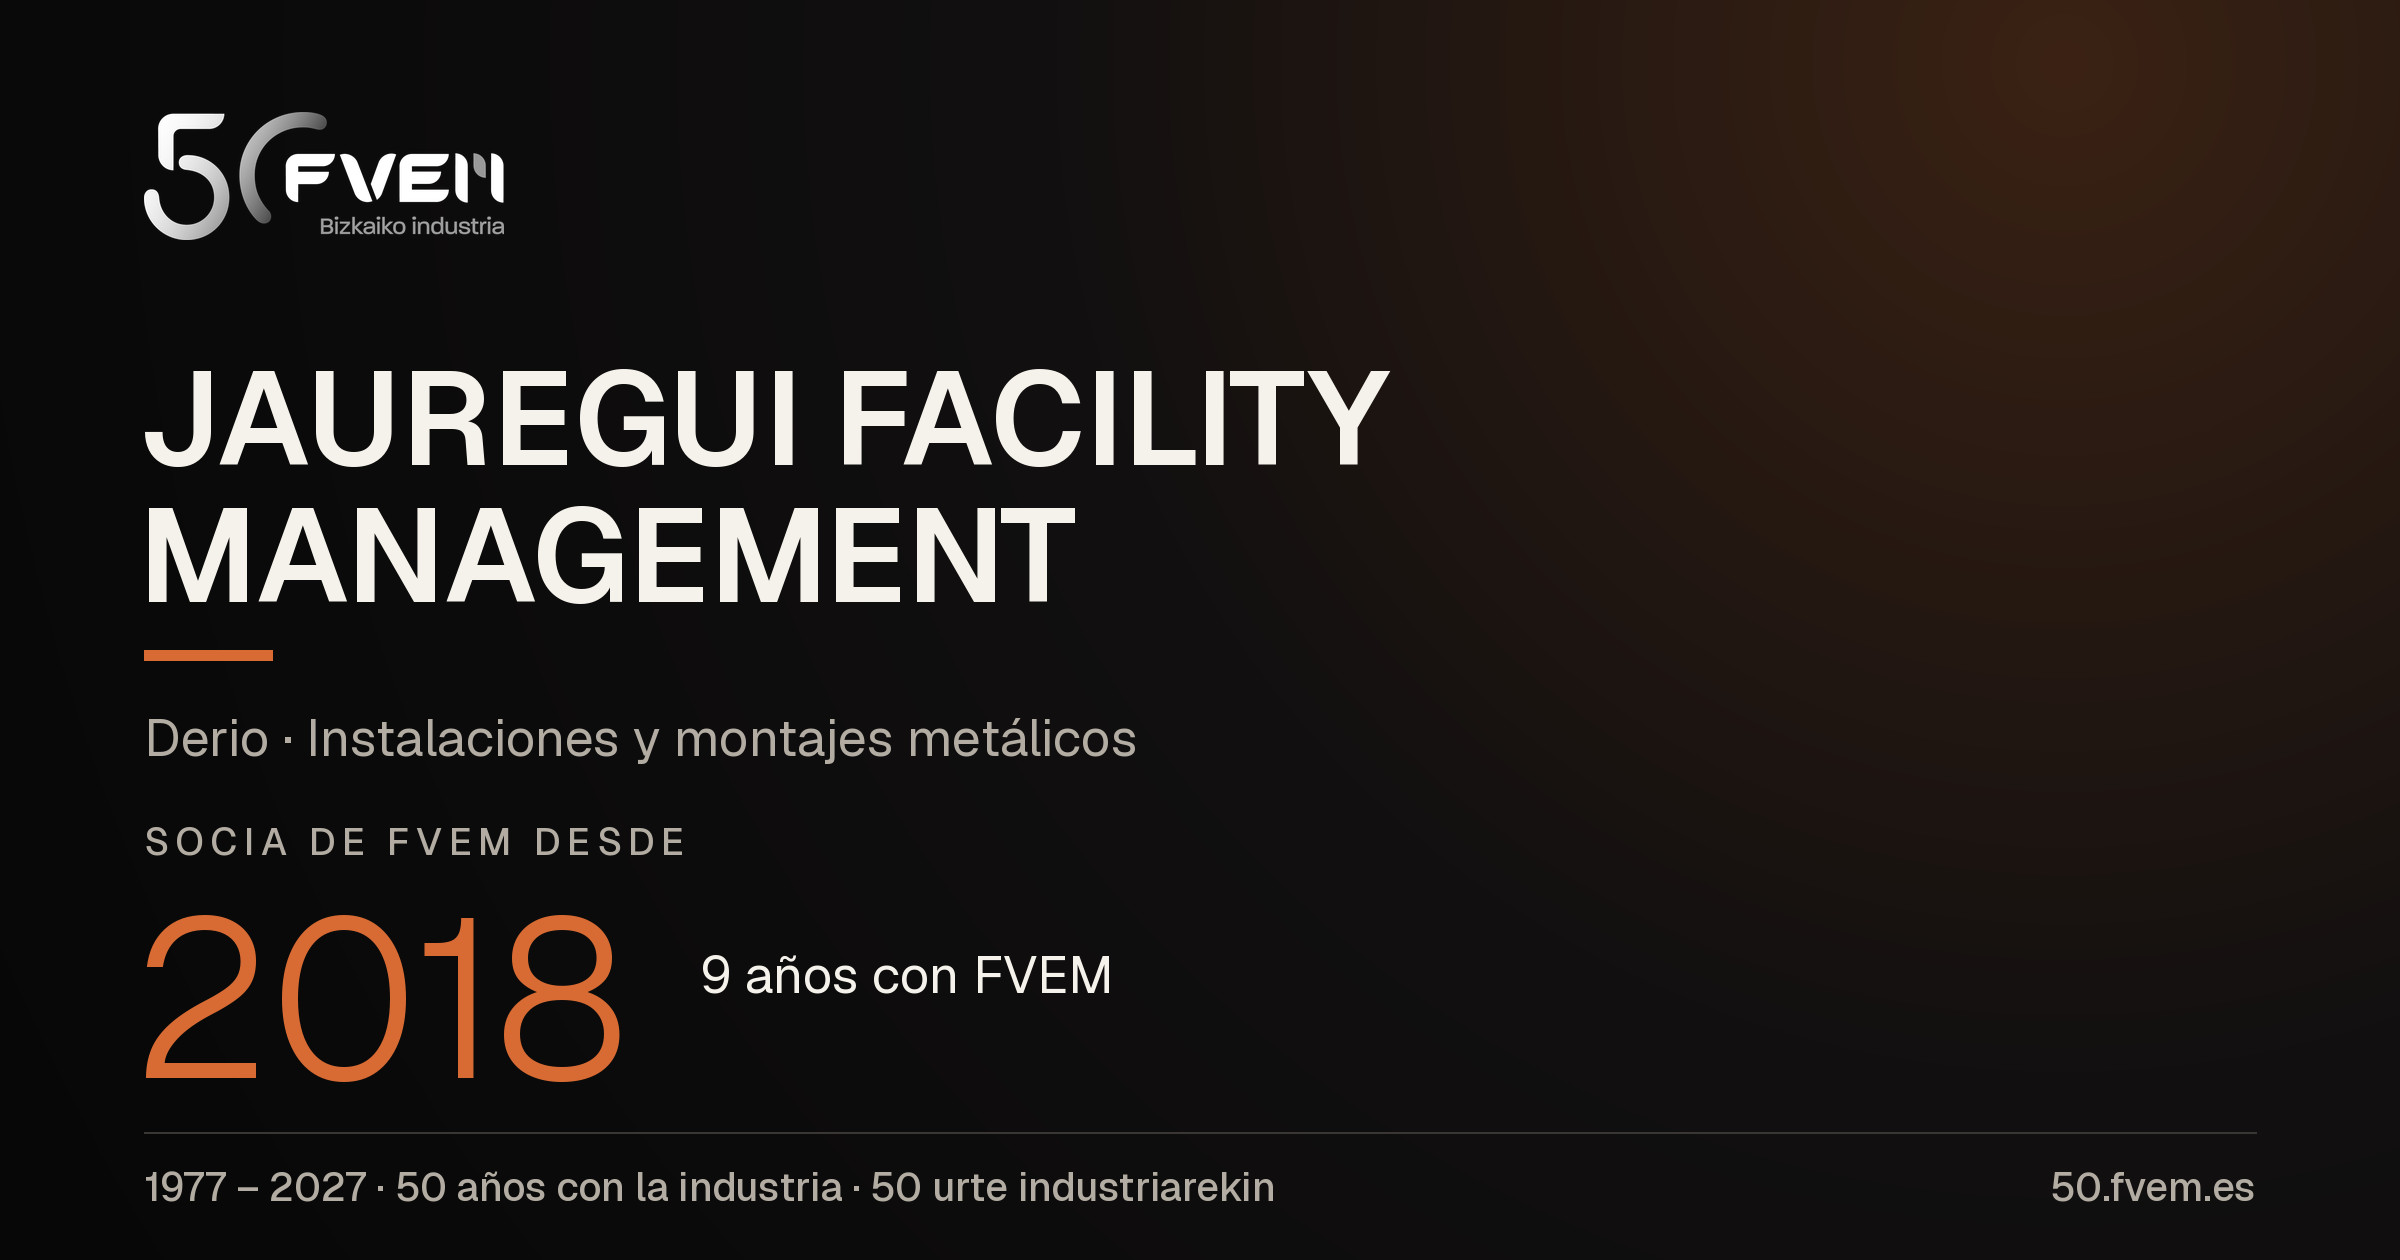 50 FVEM
Bizkaiko industria
JAUREGUI FACILITY
MANAGEMENT
Derio · Instalaciones y montajes metálicos
SOCIA DE FVEM DESDE
2018
9 años con FVEM
1977 – 2027 · 50 años con la industria · 50 urte industriarekin
50.fvem.es